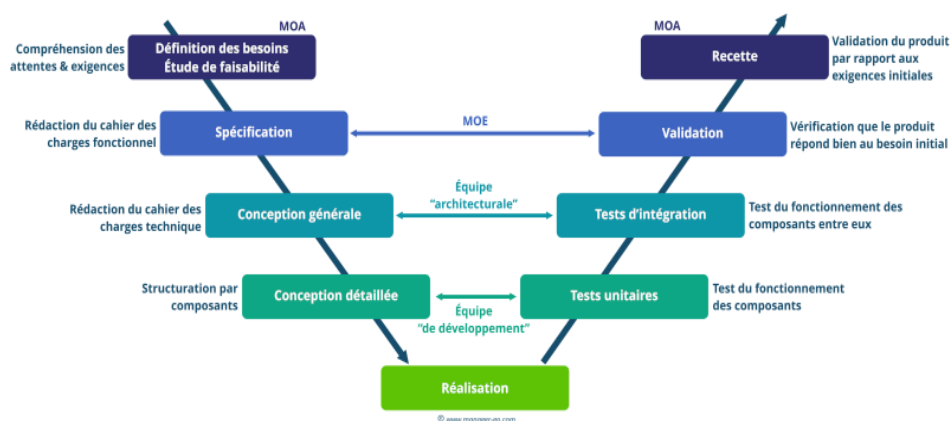 MOA
MOA
Compréhension des
attentes & exigences
Définition des besoins
Étude de faisabilité
Recette
Validation du produit
par rapport aux
exigences initiales
Rédaction du cahier des
charges fonctionnel
Spécification
MOE
Validation
Vérification que le produit
répond bien au besoin initial
Rédaction du cahier des
charges technique
Conception générale
Équipe
"architecturale"
Tests d'intégration
Test du fonctionnement des
composants entre eux
Structuration par
composants
Conception détaillée
Équipe
"de développement"
Tests unitaires
Test du fonctionnement
des composants
Réalisation